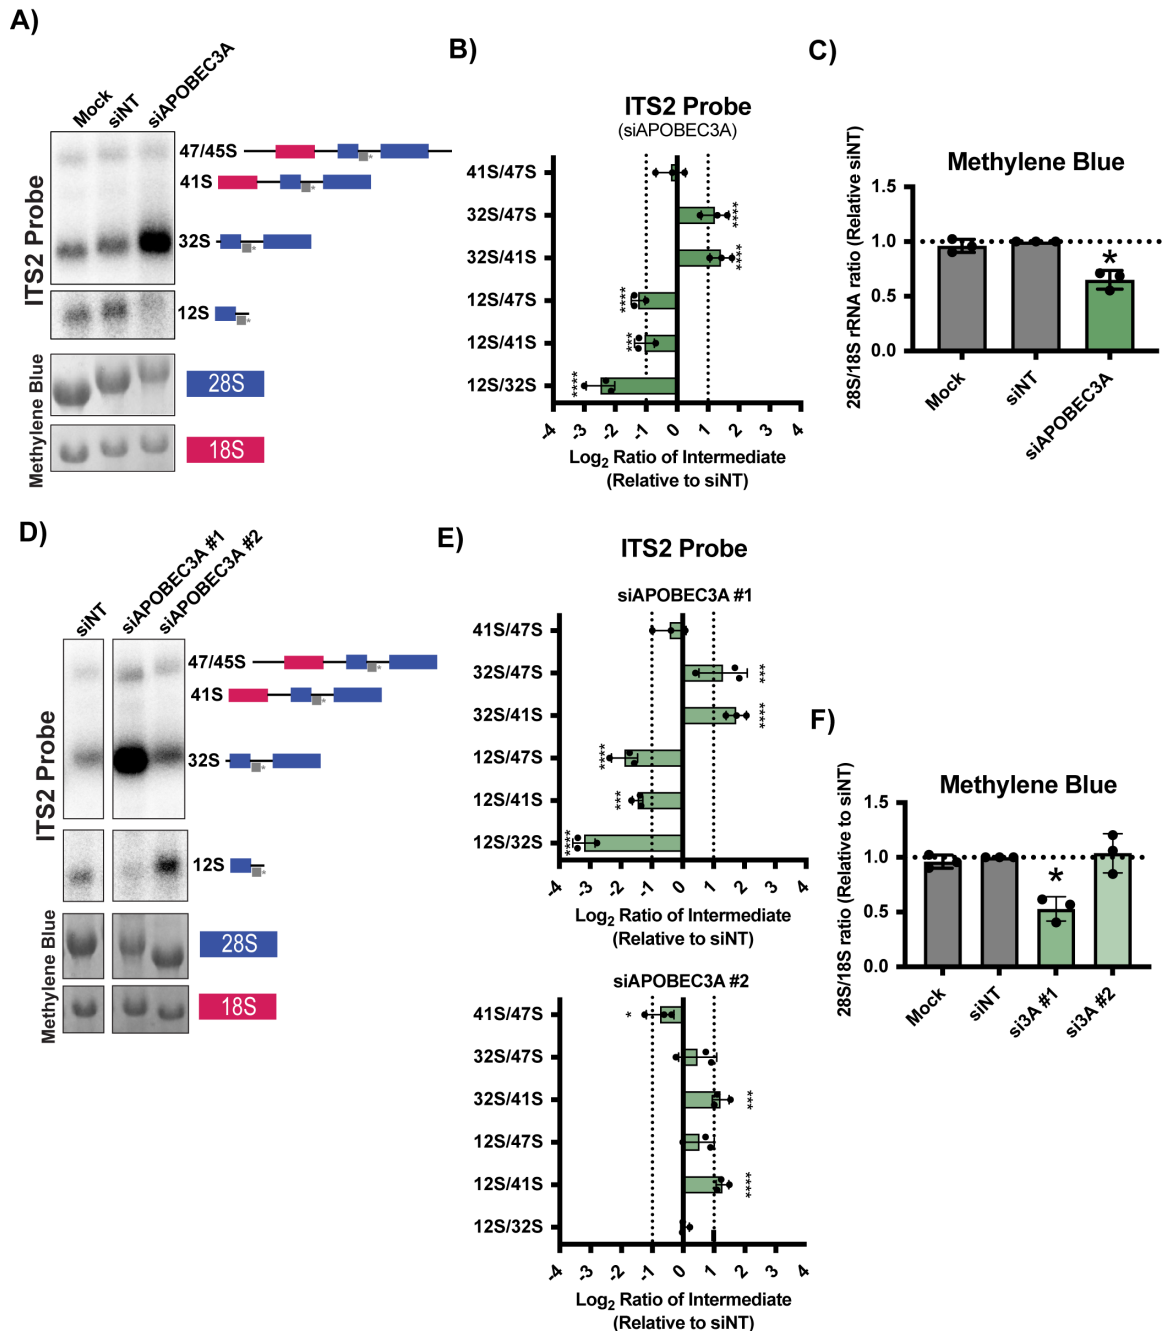 A)
Mock
siNT
siAPOBEC3A
ITS2 Probe
47/45S
*
41S
*
32S
*
12S
*
Methylene Blue
28S
18S
B)
ITS2 Probe
(siAPOBEC3A)
41S/47S
32S/47S
****
32S/41S
****
12S/47S
****
12S/41S
***
12S/32S
****
-4 -3 -2 -1 0 1 2 3 4
Log2 Ratio of Intermediate
(Relative to siNT)
C)
Methylene Blue
28S/18S rRNA ratio (Relative siNT)
1.5
1.0
0.5
0.0
*
Mock
siNT
siAPOBEC3A
D)
siNT
siAPOBEC3A #1
siAPOBEC3A #2
ITS2 Probe
47/45S
*
41S
*
32S
*
12S
*
Methylene Blue
28S
18S
E)
ITS2 Probe
siAPOBEC3A #1
41S/47S
32S/47S
***
32S/41S
****
12S/47S
****
12S/41S
***
12S/32S
****
-4 -3 -2 -1 0 1 2 3 4
Log2 Ratio of Intermediate
(Relative to siNT)
siAPOBEC3A #2
41S/47S
*
32S/47S
32S/41S
***
12S/47S
12S/41S
****
12S/32S
-4 -3 -2 -1 0 1 2 3 4
Log2 Ratio of Intermediate
(Relative to siNT)
F)
Methylene Blue
28S/18S ratio (Relative to siNT)
1.5
1.0
0.5
0.0
*
Mock
siNT
si3A #1
si3A #2